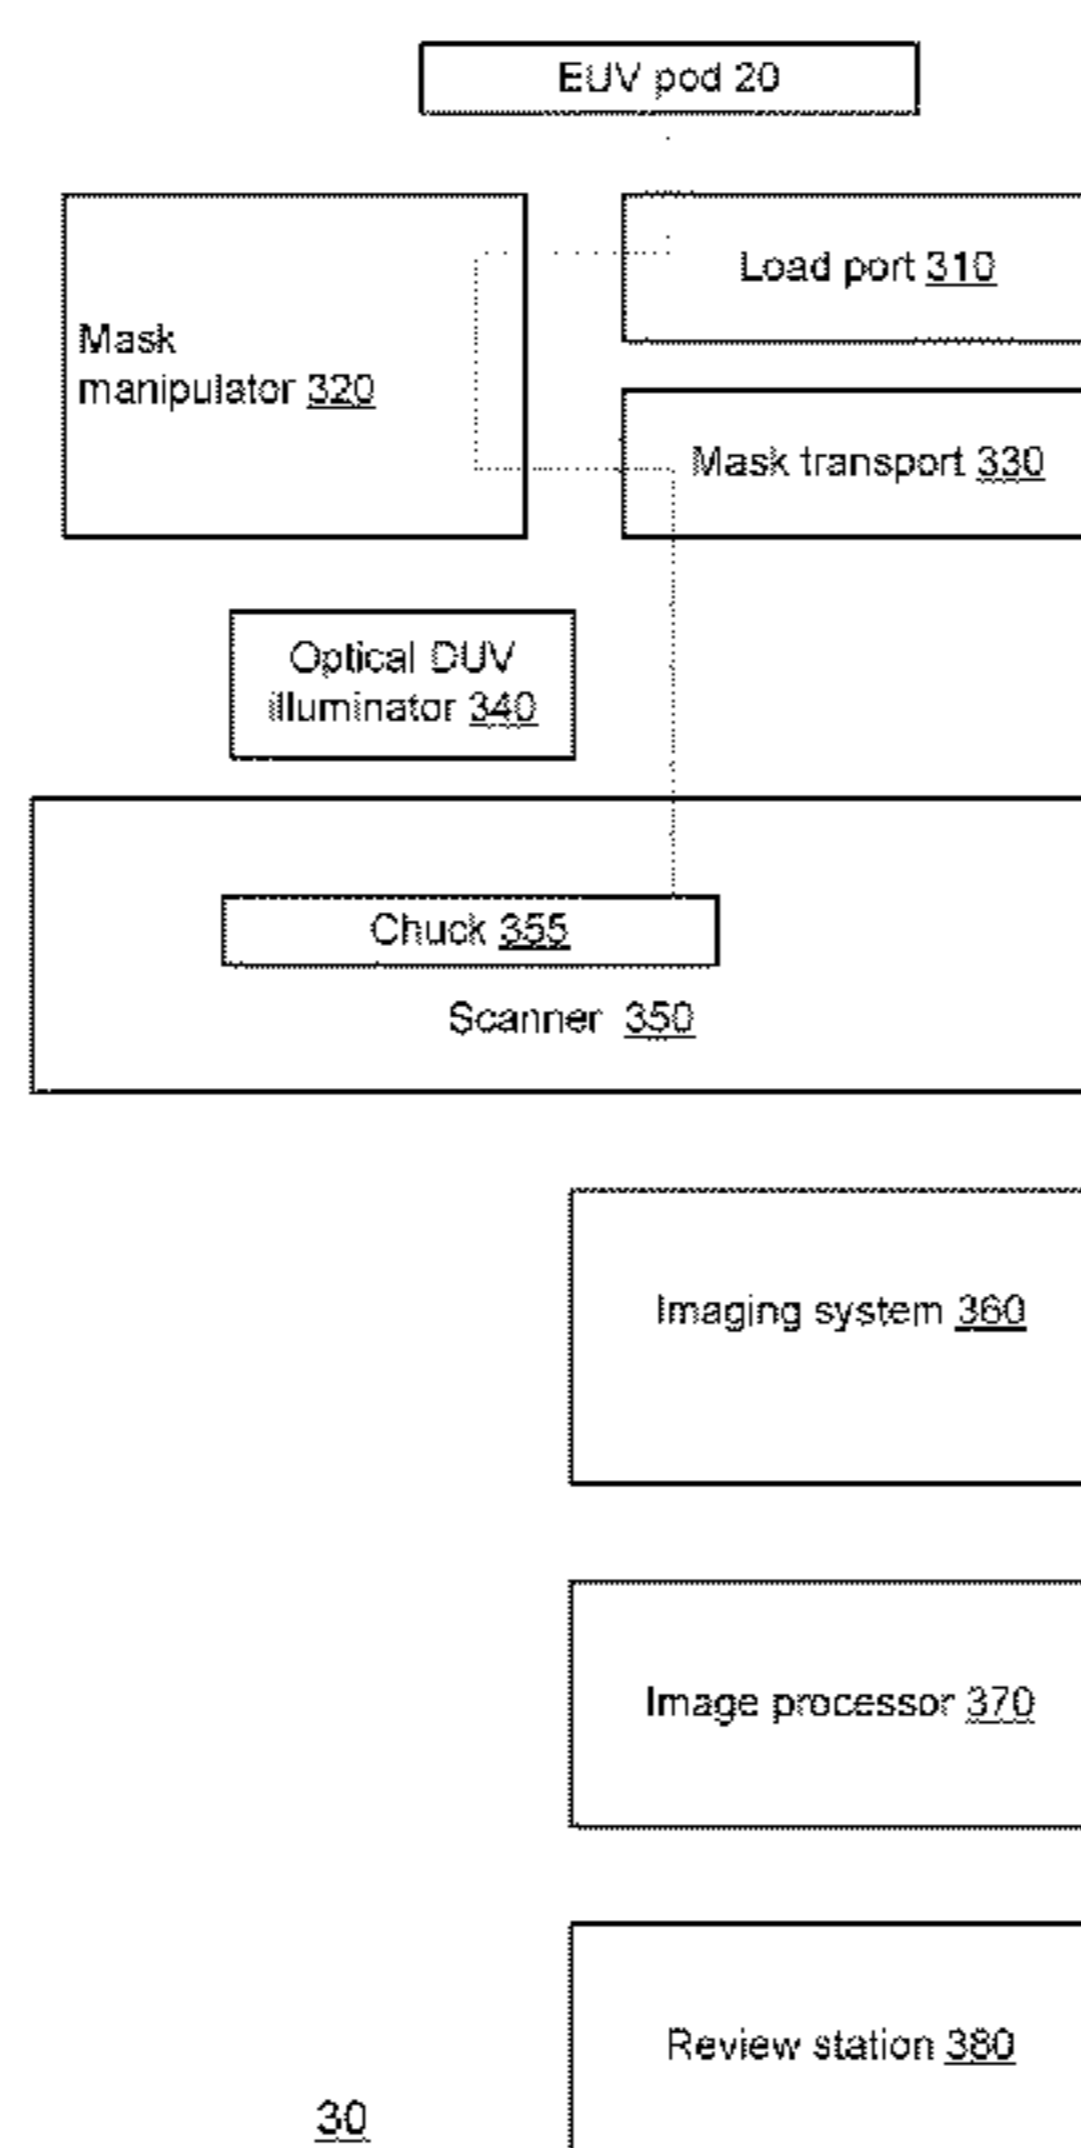 EUV pod 20
Load port 310
Mask
manipulator 320
Mask transport 330
Optical DUV
illuminator 340
Chuck 355
Scanner 350
Imaging system 360
Image processor 370
Review station 380
30